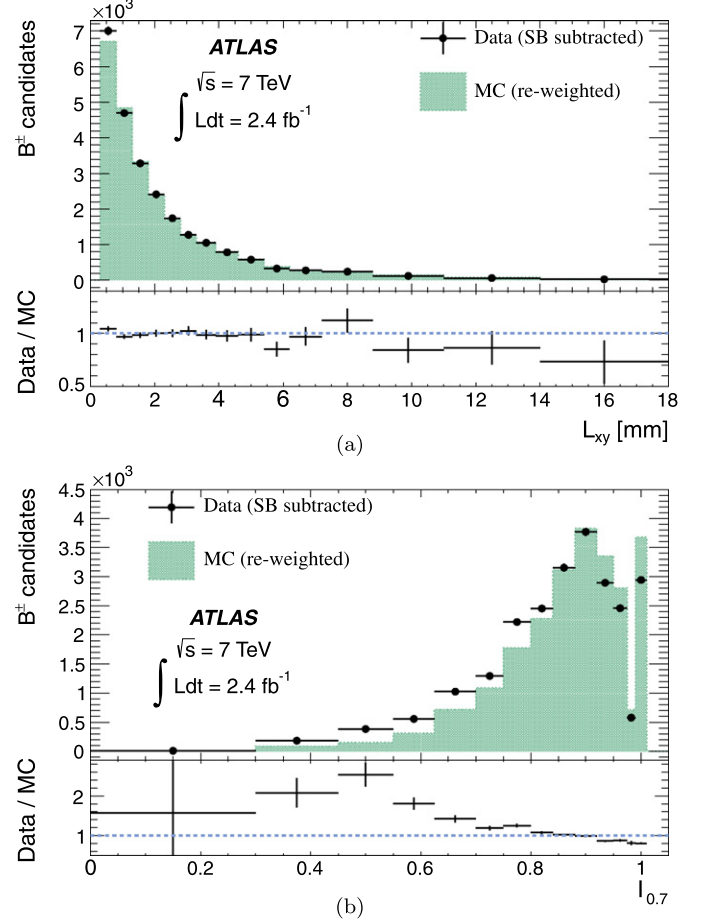 ×10³
7
6
5
4
3
2
1
0
B± candidates
ATLAS
√s = 7 TeV
∫ Ldt = 2.4 fb⁻¹
Data (SB subtracted)
MC (re-weighted)
Data / MC
1
0.5
0 2 4 6 8 10 12 14 16 18
L_xy [mm]
(a)
×10³
4.5
4
3.5
3
2.5
2
1.5
1
0.5
0
B± candidates
Data (SB subtracted)
MC (re-weighted)
ATLAS
√s = 7 TeV
∫ Ldt = 2.4 fb⁻¹
Data / MC
2
1
0 0.2 0.4 0.6 0.8 1
I_0.7
(b)